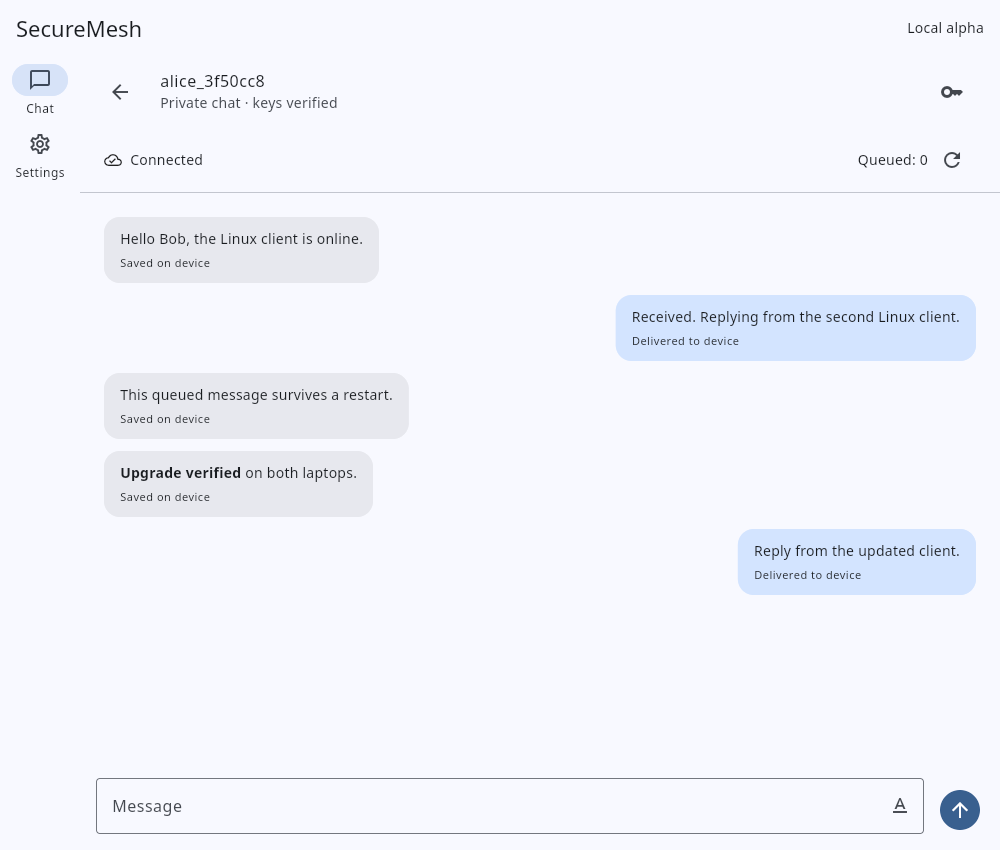 SecureMesh
Local alpha
Chat
Settings
alice_3f50cc8
Private chat · keys verified
Connected
Queued: 0
Hello Bob, the Linux client is online.
Saved on device
Received. Replying from the second Linux client.
Delivered to device
This queued message survives a restart.
Saved on device
Upgrade verified on both laptops.
Saved on device
Reply from the updated client.
Delivered to device
Message
A